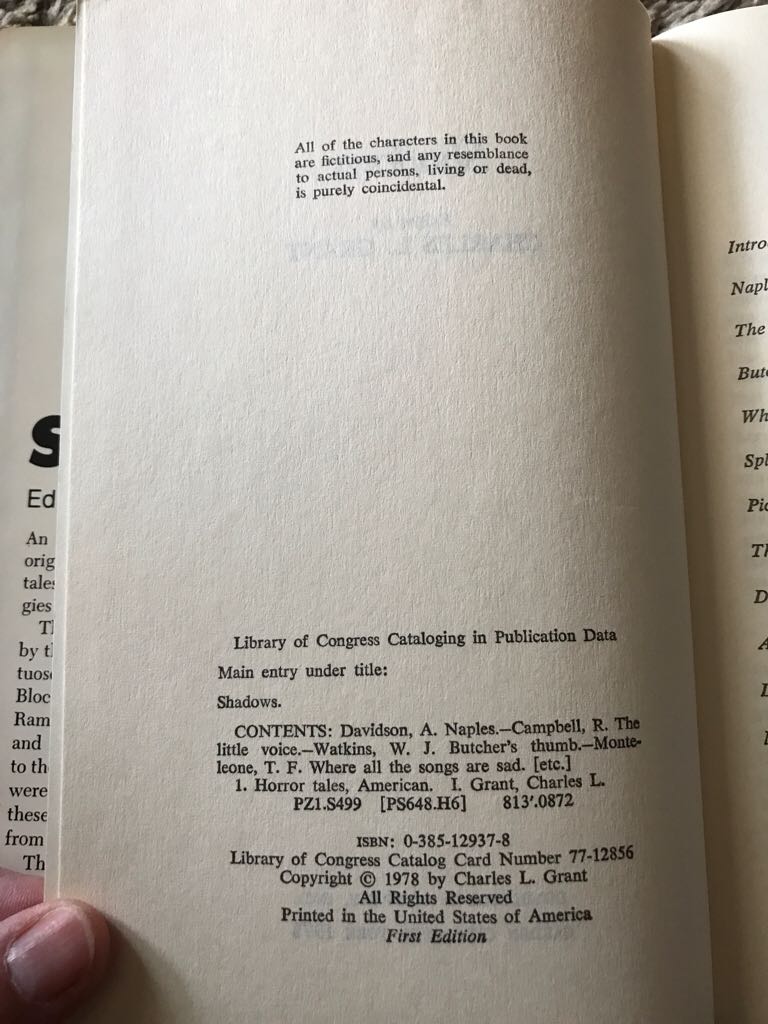 All of the characters in this book
are fictitious, and any resemblance
to actual persons, living or dead,
is purely coincidental.
CHARLES L. GRANT
Library of Congress Cataloging in Publication Data
Main entry under title:
Shadows.
CONTENTS: Davidson, A. Naples.—Campbell, R. The
little voice.—Watkins, W. J. Butcher's thumb.—Monte-
leone, T. F. Where all the songs are sad. [etc.]
1. Horror tales, American. I. Grant, Charles L.
PZ1.S499 [PS648.H6] 813'.0872
ISBN: 0-385-12937-8
Library of Congress Catalog Card Number 77-12856
Copyright © 1978 by Charles L. Grant
All Rights Reserved
Printed in the United States of America
First Edition
S
Ed
An
orig
tales
gies
Th
by t
tuos
Bloc
Ram
and
to th
were
these
from
Th
Intro
Napl
The
But
Wh
Spl
Pic
Th
D
A